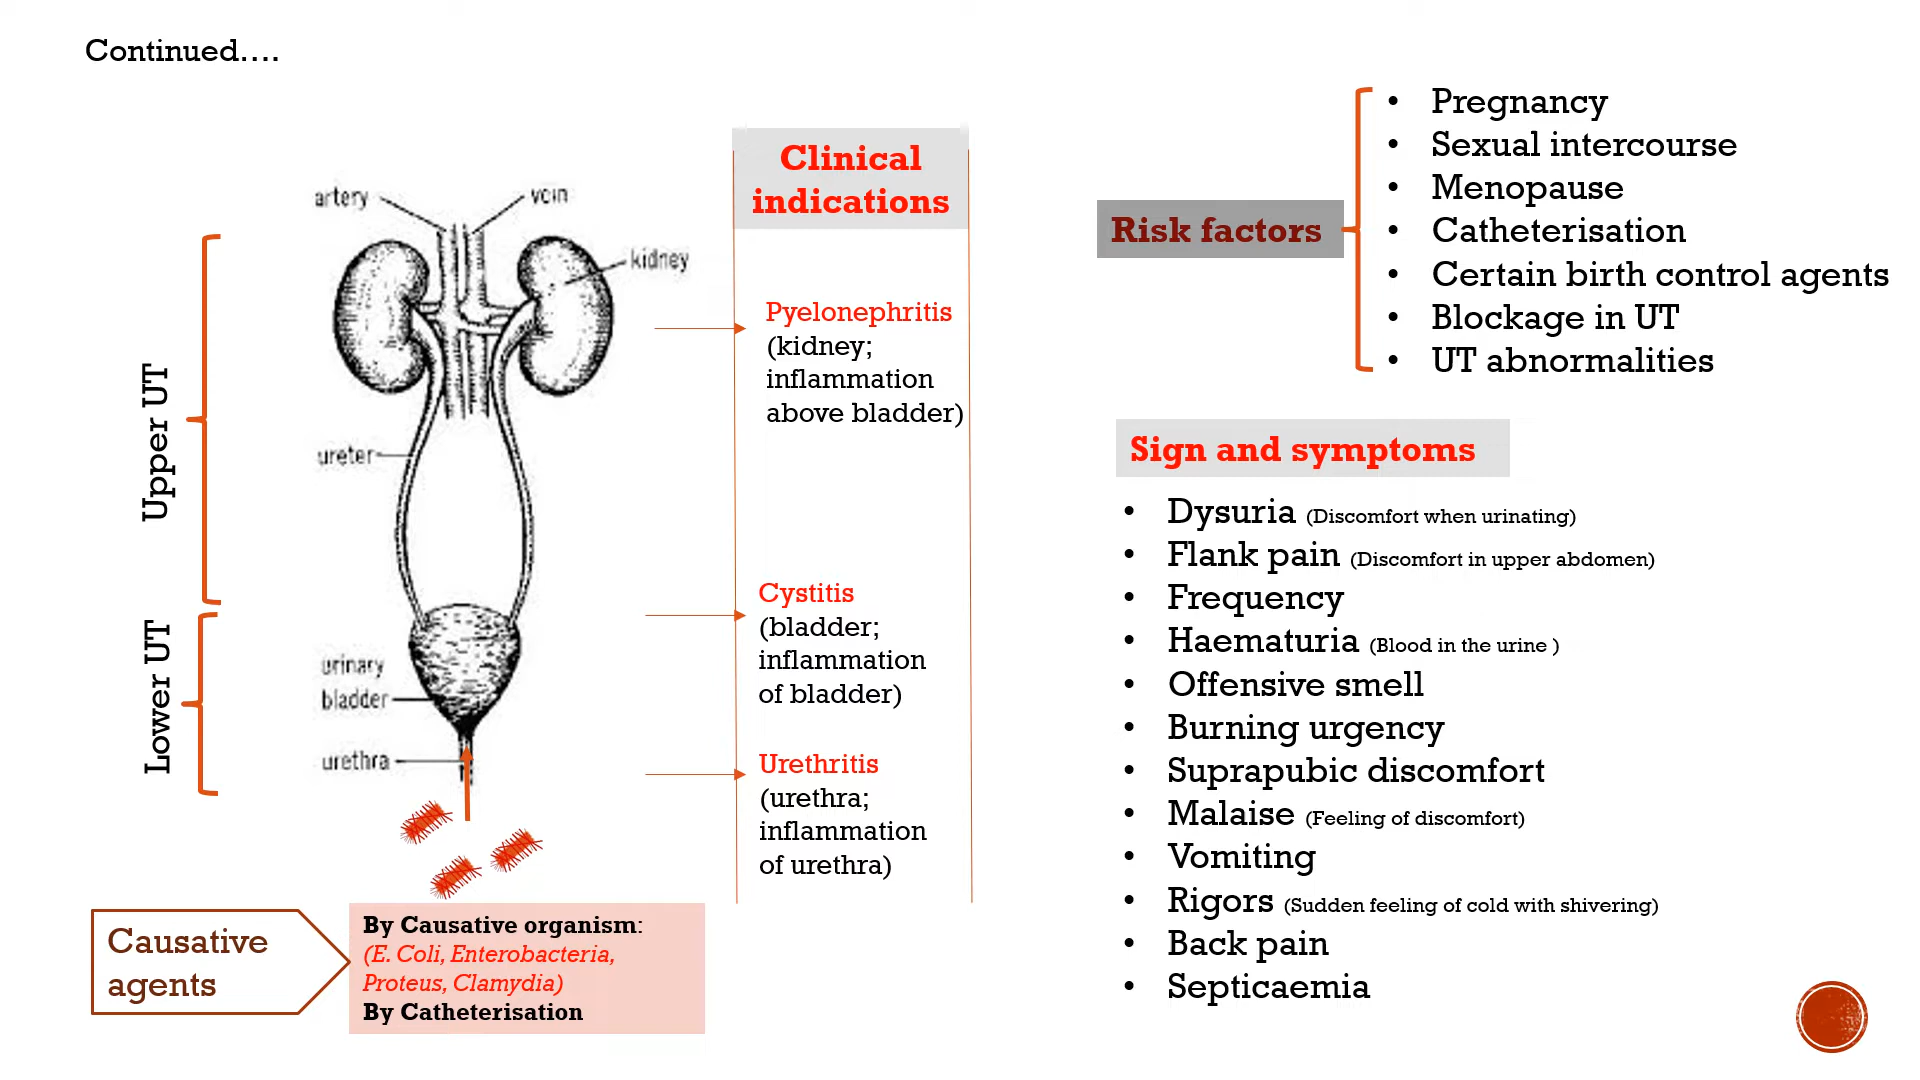 Continued....
artery
vein
kidney
ureter
urinary
bladder
urethra
Upper UT
Lower UT
Clinical
indications
Pyelonephritis
(kidney;
inflammation
above bladder)
Cystitis
(bladder;
inflammation
of bladder)
Urethritis
(urethra;
inflammation
of urethra)
Causative
agents
By Causative organism:
(E. Coli, Enterobacteria,
Proteus, Clamydia)
By Catheterisation
Risk factors
• Pregnancy
• Sexual intercourse
• Menopause
• Catheterisation
• Certain birth control agents
• Blockage in UT
• UT abnormalities
Sign and symptoms
• Dysuria (Discomfort when urinating)
• Flank pain (Discomfort in upper abdomen)
• Frequency
• Haematuria (Blood in the urine )
• Offensive smell
• Burning urgency
• Suprapubic discomfort
• Malaise (Feeling of discomfort)
• Vomiting
• Rigors (Sudden feeling of cold with shivering)
• Back pain
• Septicaemia